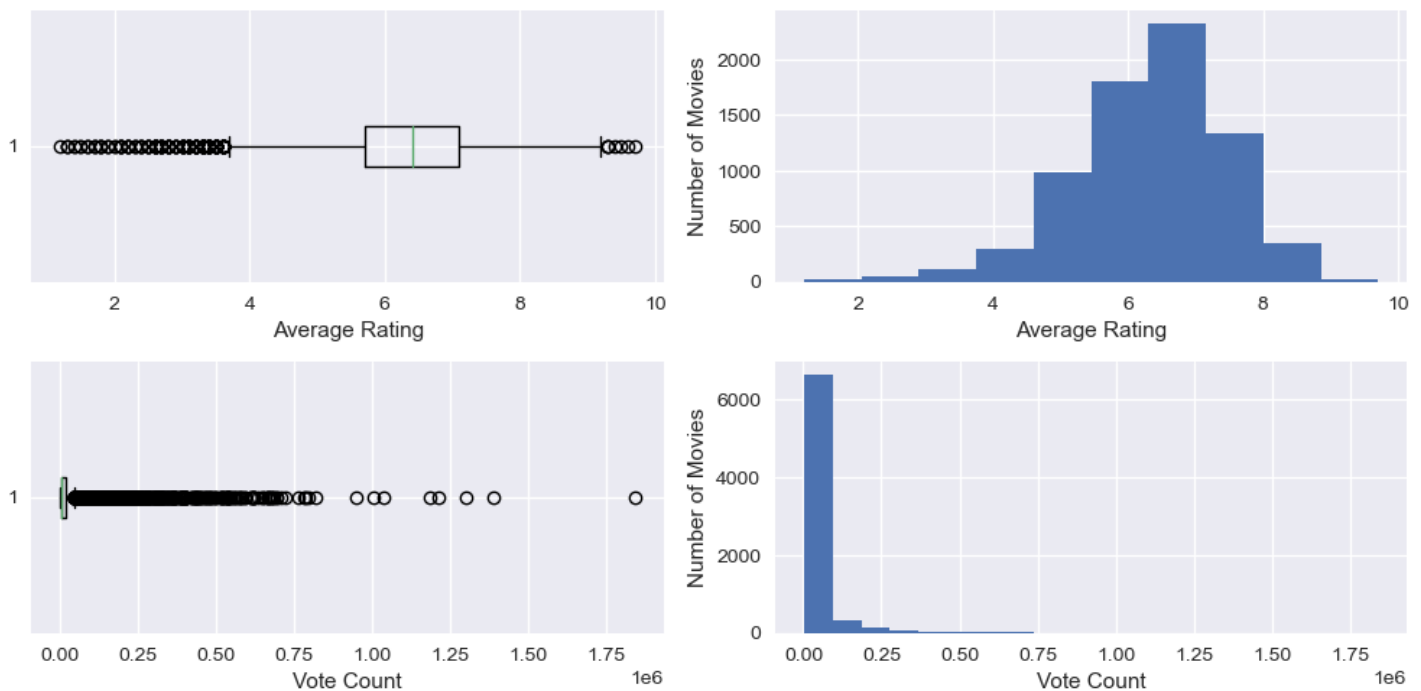 1
2 4 6 8 10
Average Rating
Number of Movies
2000
1500
1000
500
0
2 4 6 8 10
Average Rating
1
0.00 0.25 0.50 0.75 1.00 1.25 1.50 1.75
1e6
Vote Count
Number of Movies
6000
4000
2000
0
0.00 0.25 0.50 0.75 1.00 1.25 1.50 1.75
1e6
Vote Count